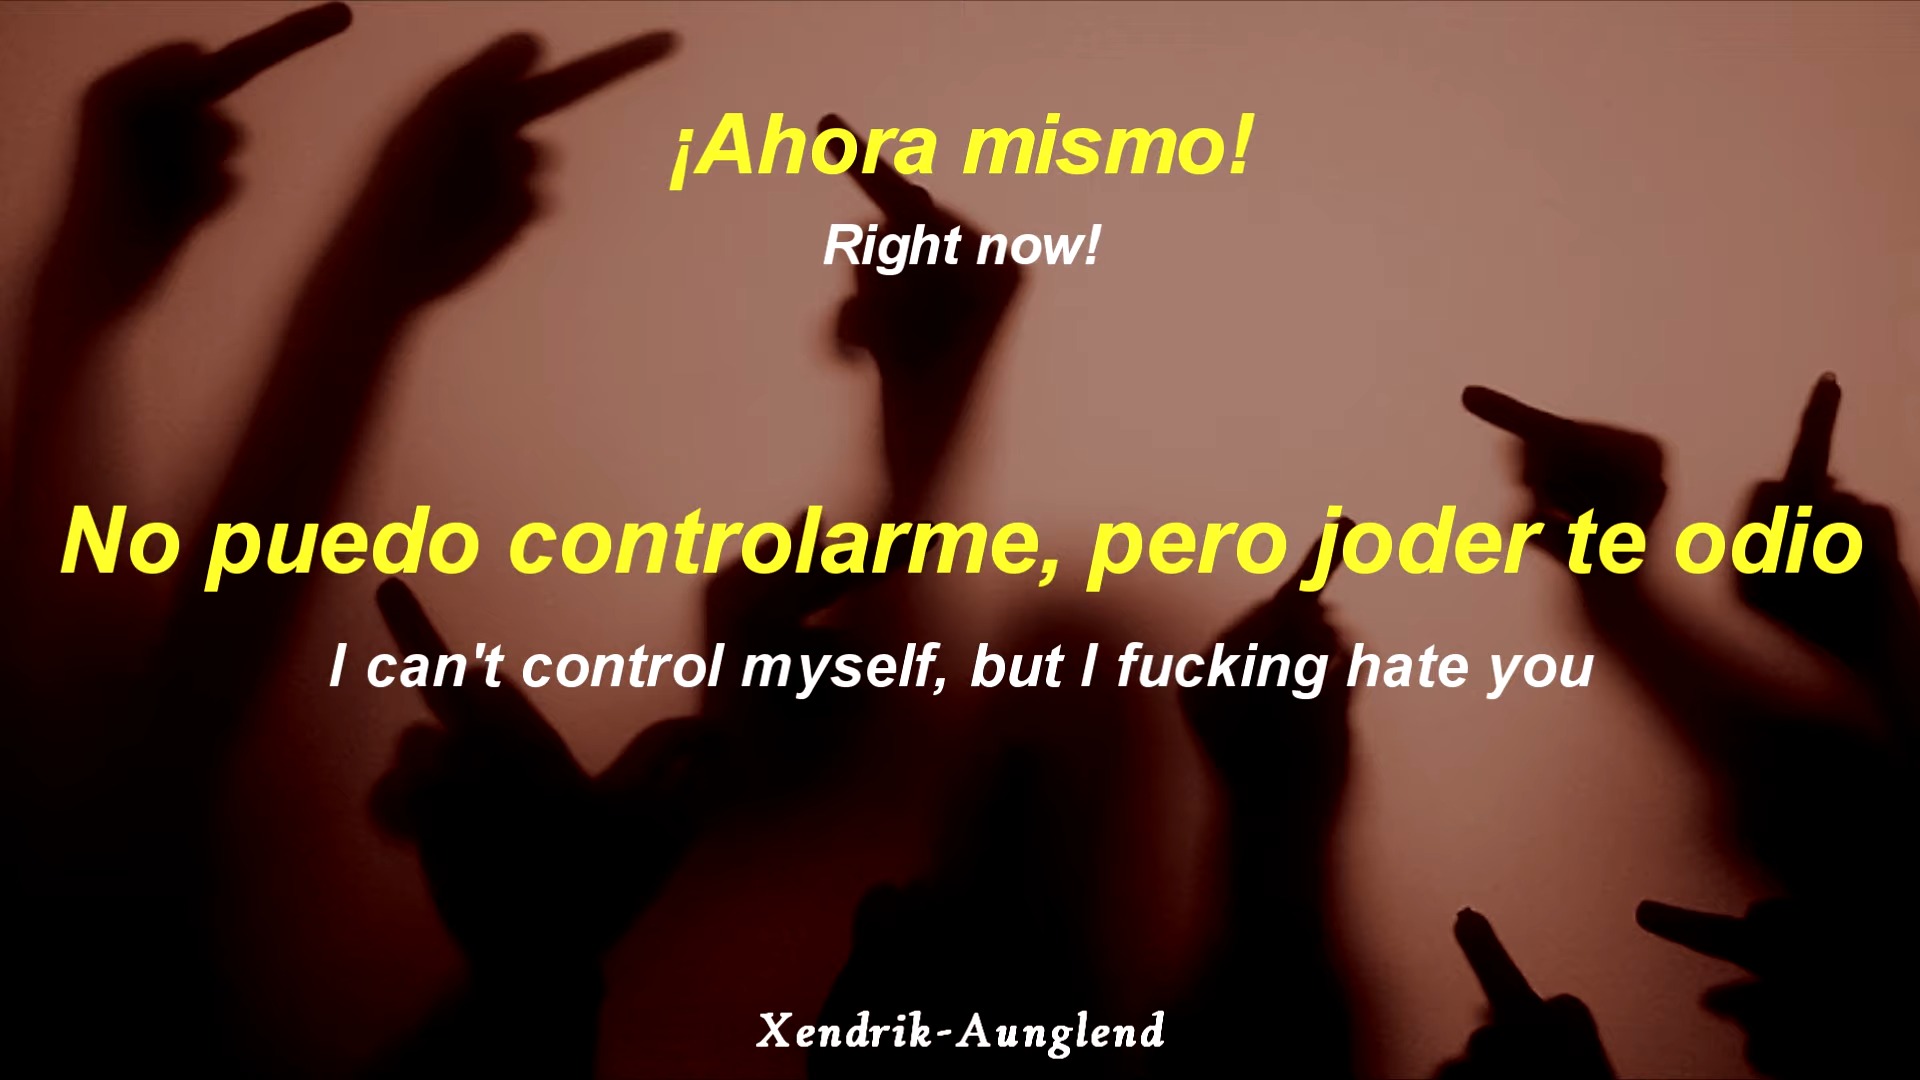 ¡Ahora mismo!
Right now!
No puedo controlarme, pero joder te odio
I can't control myself, but I fucking hate you
Xendrik-Aunglend